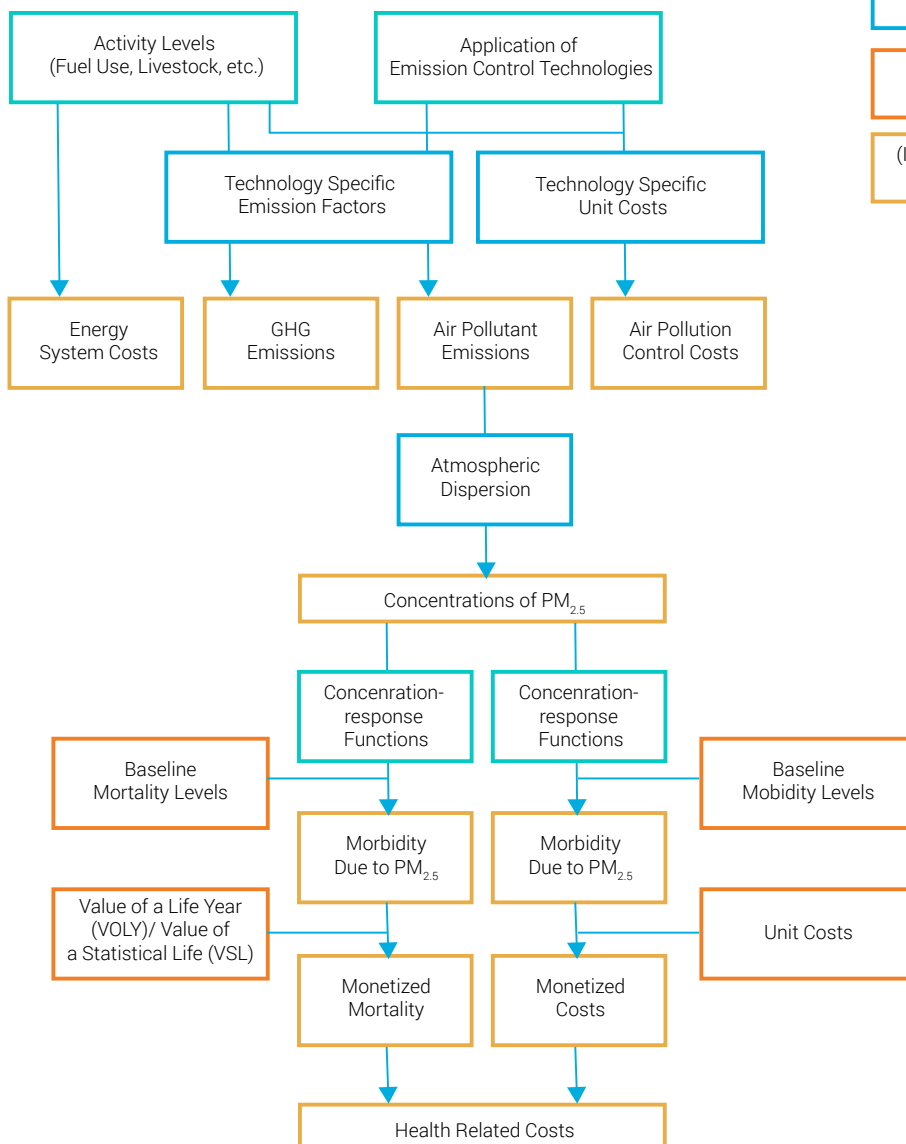 Activity Levels
(Fuel Use, Livestock, etc.)
Application of
Emission Control Technologies
(I
Technology Specific
Emission Factors
Technology Specific
Unit Costs
Energy
System Costs
GHG
Emissions
Air Pollutant
Emissions
Air Pollution
Control Costs
Atmospheric
Dispersion
Concentrations of PM2.5
Concenration-
response
Functions
Concenration-
response
Functions
Baseline
Mortality Levels
Baseline
Mobidity Levels
Morbidity
Due to PM2.5
Morbidity
Due to PM2.5
Value of a Life Year
(VOLY)/ Value of
a Statistical Life (VSL)
Unit Costs
Monetized
Mortality
Monetized
Costs
Health Related Costs